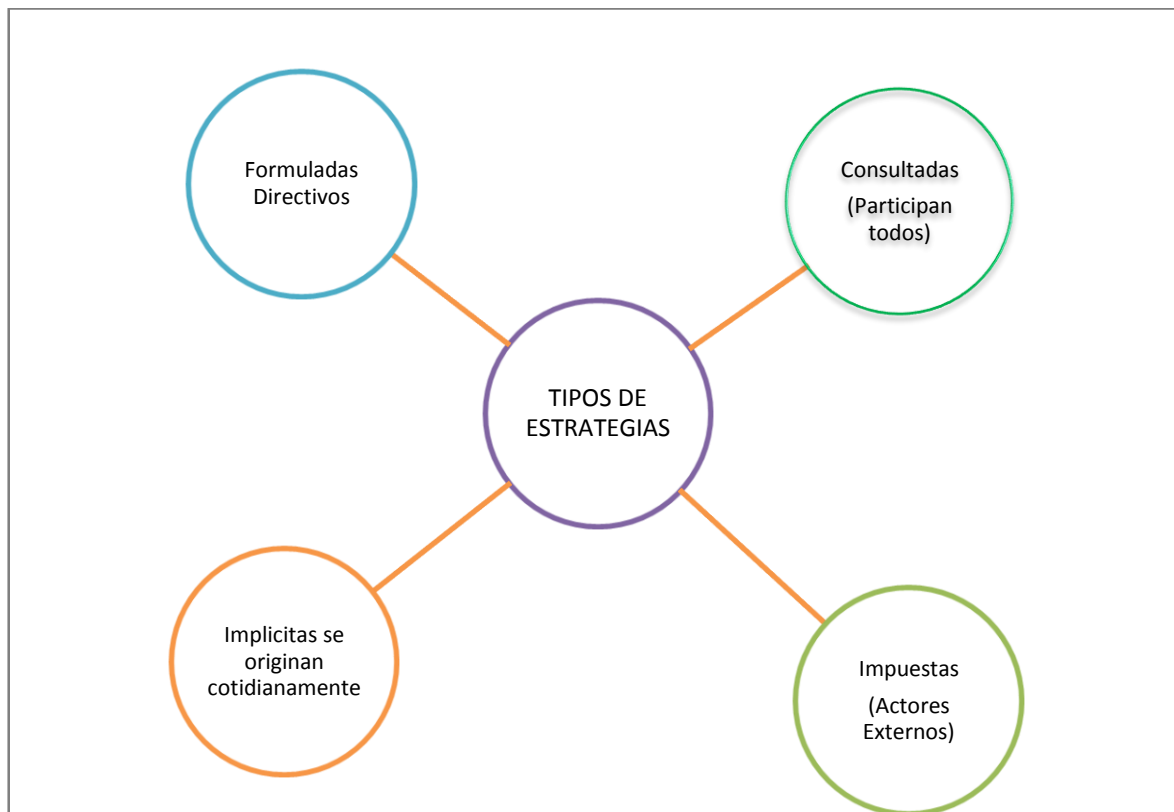 Formuladas
Directivos
Consultadas
(Participan
todos)
TIPOS DE
ESTRATEGIAS
Implicitas se
originan
cotidianamente
Impuestas
(Actores
Externos)